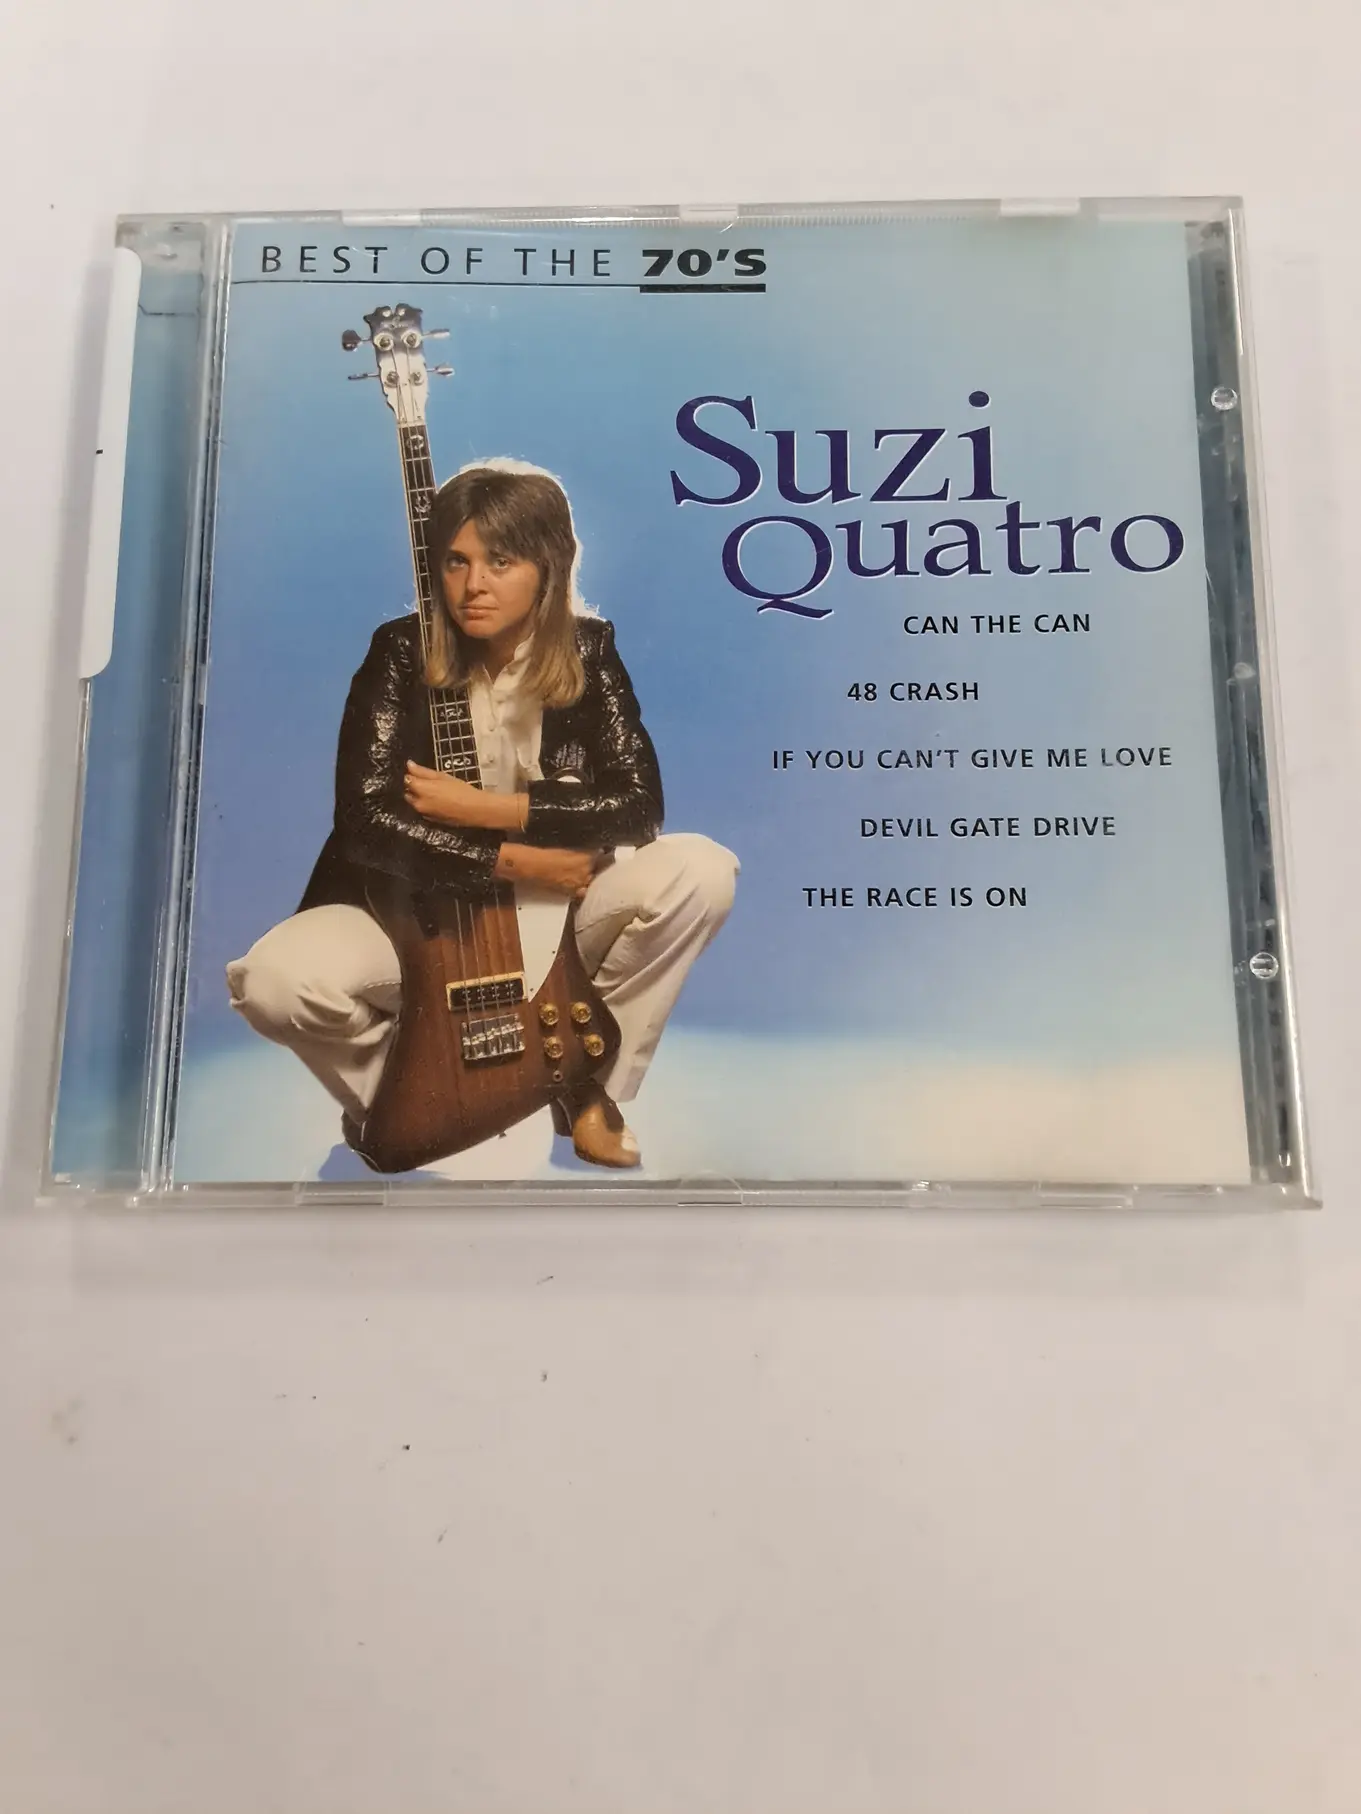 BEST OF THE 70'S
Suzi
Quatro
CAN THE CAN
48 CRASH
IF YOU CAN'T GIVE ME LOVE
DEVIL GATE DRIVE
THE RACE IS ON